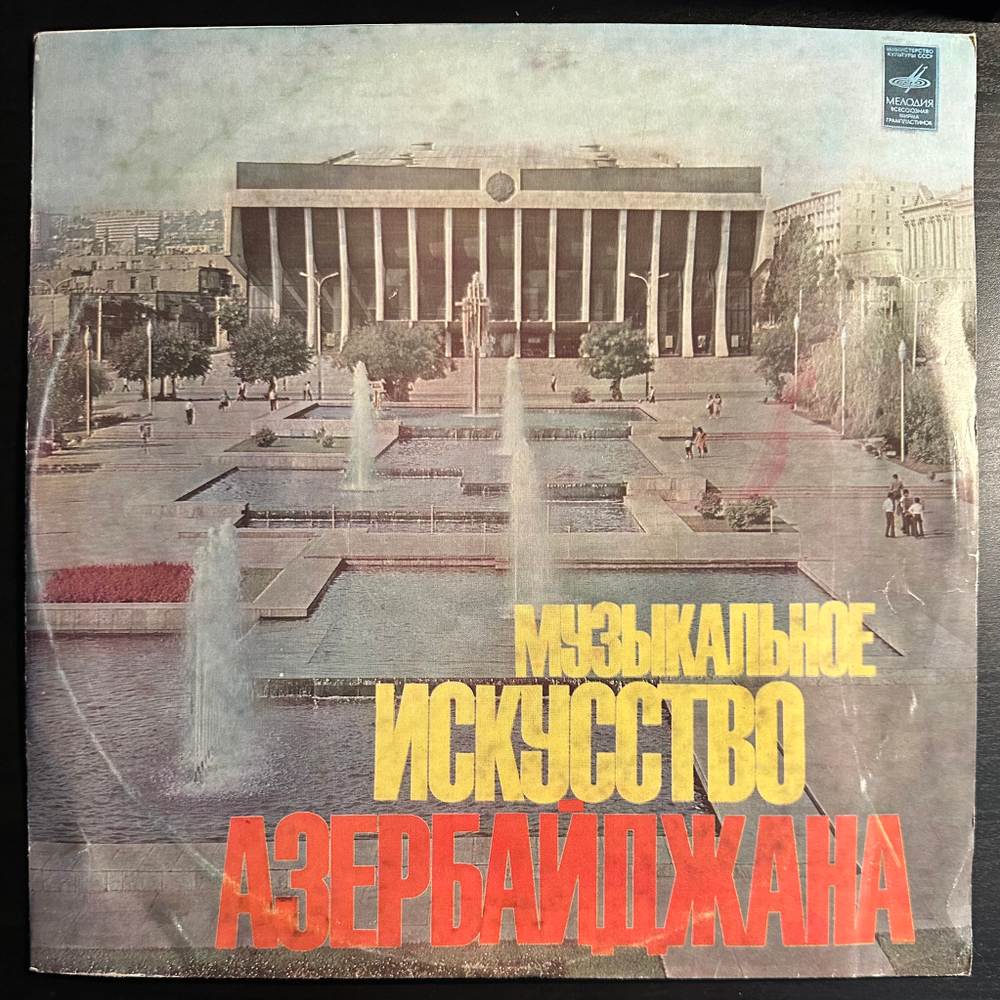 МИНИСТЕРСТВО
КУЛЬТУРЫ СССР
МЕЛОДИЯ
ВСЕСОЮЗНАЯ
ФИРМА
ГРАМПЛАСТИНОК
МУЗЫКАЛЬНОЕ
ИСКУССТВО
АЗЕРБАЙДЖАНА